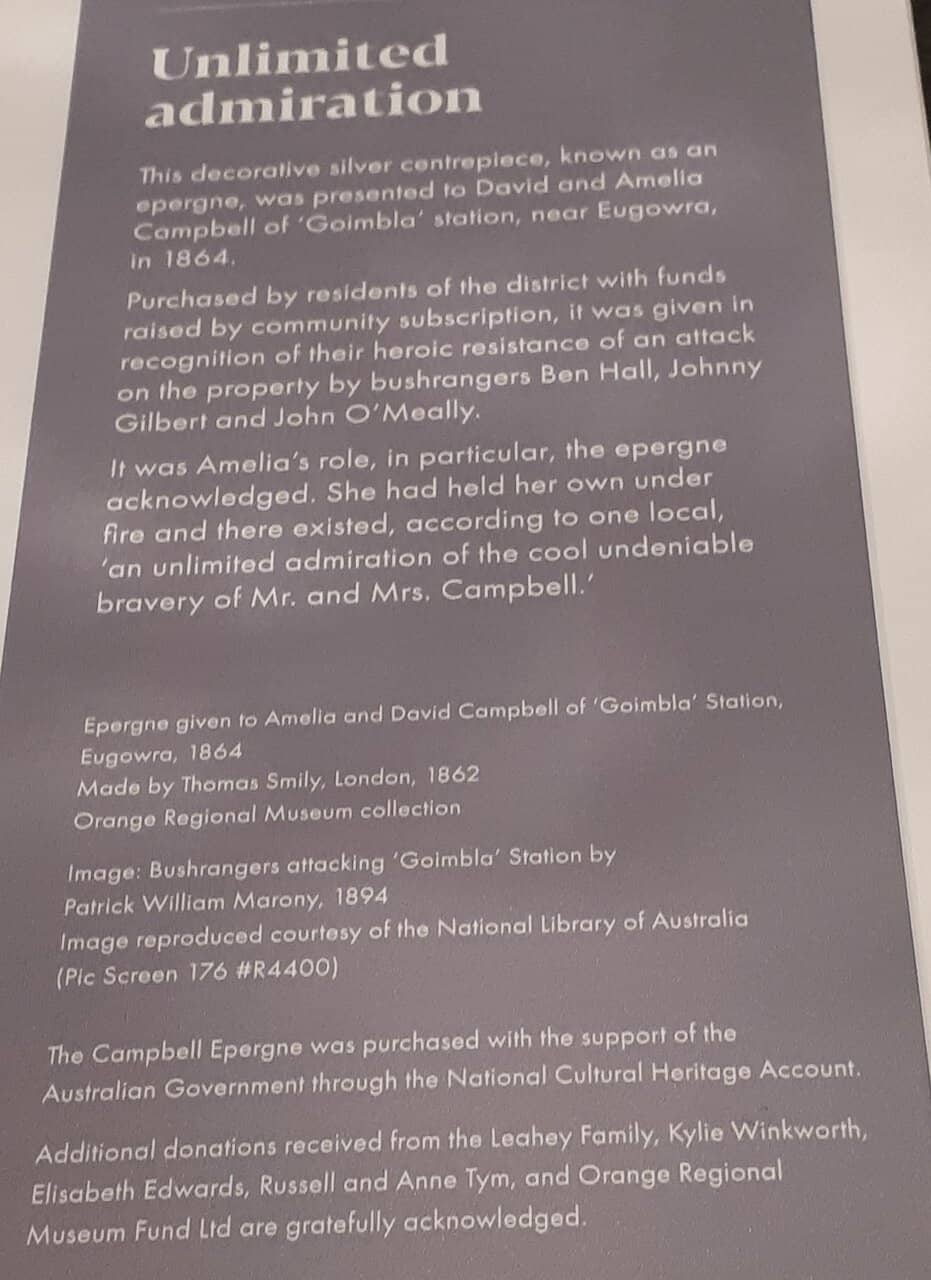 Unlimited
admiration
This decorative silver centrepiece, known as an
epergne, was presented to David and Amelia
Campbell of ‘Goimbla’ station, near Eugowra,
in 1864.
Purchased by residents of the district with funds
raised by community subscription, it was given in
recognition of their heroic resistance of an attack
on the property by bushrangers Ben Hall, Johnny
Gilbert and John O’Meally.
It was Amelia’s role, in particular, the epergne
acknowledged. She had held her own under
fire and there existed, according to one local,
‘an unlimited admiration of the cool undeniable
bravery of Mr. and Mrs. Campbell.’
Epergne given to Amelia and David Campbell of ‘Goimbla’ Station,
Eugowra, 1864
Made by Thomas Smily, London, 1862
Orange Regional Museum collection
Image: Bushrangers attacking ‘Goimbla’ Station by
Patrick William Marony, 1894
Image reproduced courtesy of the National Library of Australia
(Pic Screen 176 #R4400)
The Campbell Epergne was purchased with the support of the
Australian Government through the National Cultural Heritage Account.
Additional donations received from the Leahey Family, Kylie Winkworth,
Elisabeth Edwards, Russell and Anne Tym, and Orange Regional
Museum Fund Ltd are gratefully acknowledged.